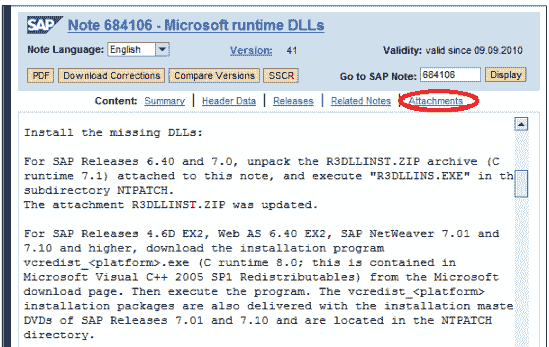 SAP Note 684106 - Microsoft runtime DLLs
Note Language: English Version: 41 Validity: valid since 09.09.2010
PDF Download Corrections Compare Versions SSCR Go to SAP Note: 684106 Display
Content: Summary | Header Data | Releases | Related Notes | Attachments
Install the missing DLLs:
For SAP Releases 6.40 and 7.0, unpack the R3DLLINST.ZIP archive (C
runtime 7.1) attached to this note, and execute "R3DLLINS.EXE" in th
subdirectory NTPATCH.
The attachment R3DLLINST.ZIP was updated.
For SAP Releases 4.6D EX2, Web AS 6.40 EX2, SAP NetWeaver 7.01 and
7.10 and higher, download the installation program
vcredist_<platform>.exe (C runtime 8.0; this is contained in
Microsoft Visual C++ 2005 SP1 Redistributables) from the Microsoft
download page. Then execute the program. The vcredist_<platform>
installation packages are also delivered with the installation maste
DVDs of SAP Releases 7.01 and 7.10 and are located in the NTPATCH
directory.